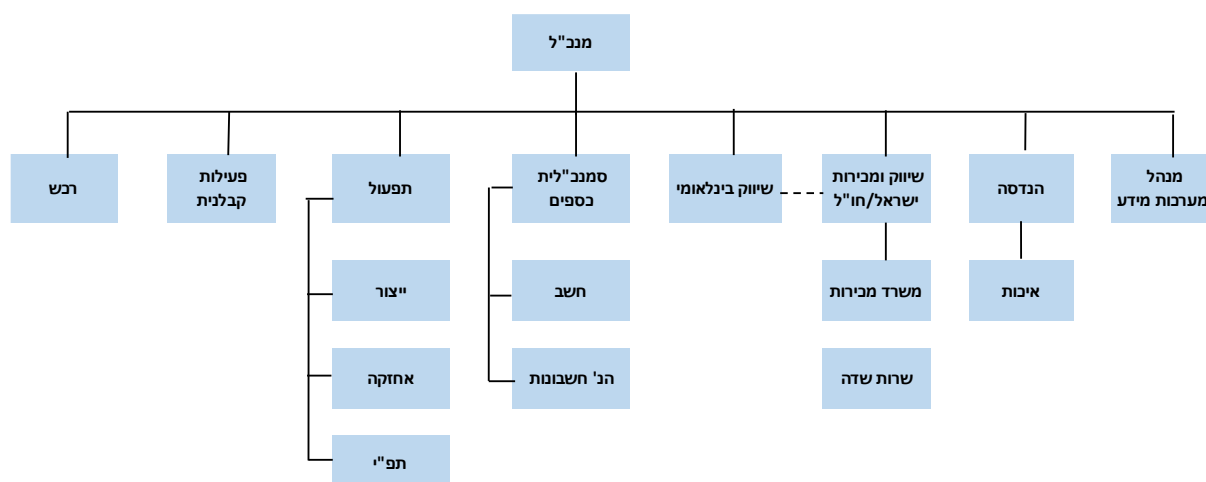 מנכ"ל
מנהל
מערכות מידע
הנדסה
שיווק ומכירות
ישראל/חו"ל
שיווק בינלאומי
סמנכ"לית
כספים
תפעול
פעילות
קבלנית
רכש
איכות
משרד מכירות
חשב
ייצור
שרות שדה
הנ' חשבונות
אחזקה
תפ"י